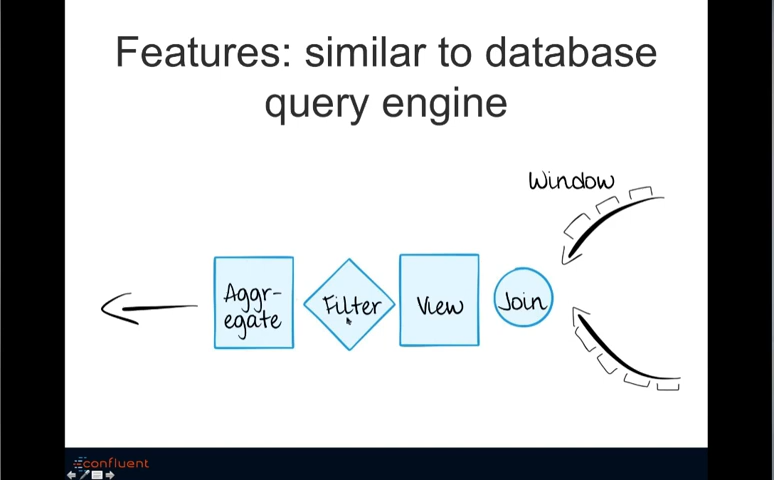 Features: similar to database
query engine
Window
Aggr-
egate
Filter
View
Join
confluent